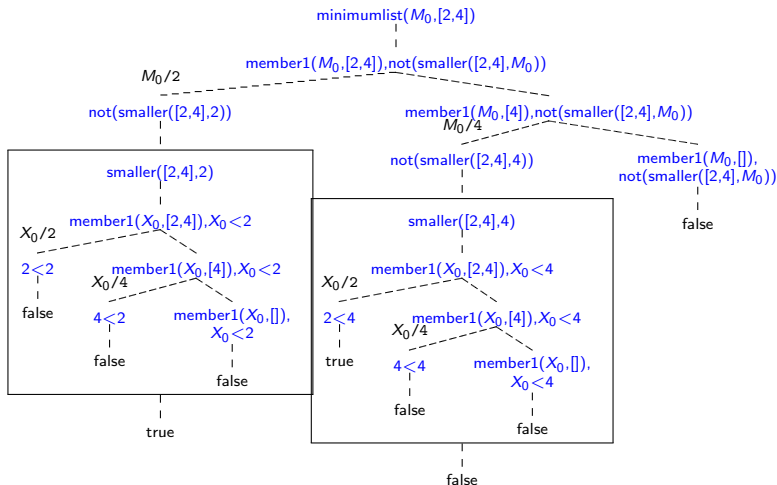 minimumlist(M₀,[2,4])
member1(M₀,[2,4]),not(smaller([2,4],M₀))
M₀/2
not(smaller([2,4],2))
member1(M₀,[4]),not(smaller([2,4],M₀))
M₀/4
not(smaller([2,4],4))
member1(M₀,[]),
not(smaller([2,4],M₀))
false
smaller([2,4],2)
member1(X₀,[2,4]),X₀<2
X₀/2
2<2
false
member1(X₀,[4]),X₀<2
X₀/4
4<2
false
member1(X₀,[]),
X₀<2
false
true
smaller([2,4],4)
member1(X₀,[2,4]),X₀<4
X₀/2
2<4
true
member1(X₀,[4]),X₀<4
X₀/4
4<4
false
member1(X₀,[]),
X₀<4
false
false